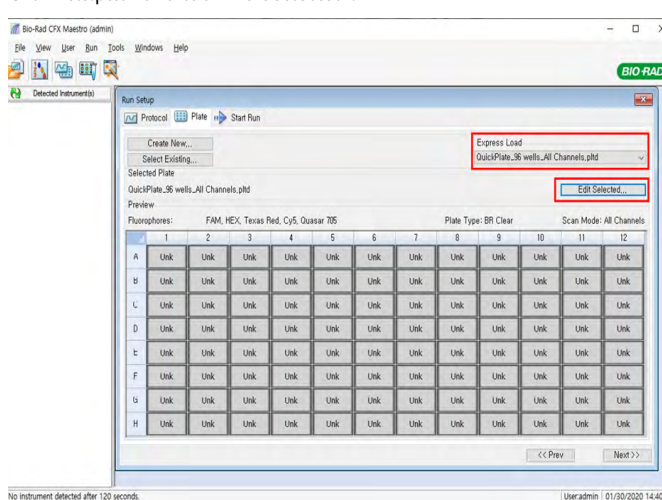 Bio-Rad CFX Maestro (admin)
File View User Run Tools Windows Help
BIO RAD
Detected Instrument(s)
Run Setup
Protocol Plate Start Run
Create New...
Express Load
Select Existing...
QuickPlate_96 wells_All Channels.pltd
Selected Plate
QuickPlate_96 wells_All Channels.pltd
Edit Selected...
Preview
Fluorophores: FAM, HEX, Texas Red, Cy5, Quasar 705 Plate Type: BR Clear Scan Mode: All Channels
1 2 3 4 5 6 7 8 9 10 11 12
A Unk Unk Unk Unk Unk Unk Unk Unk Unk Unk Unk Unk
B Unk Unk Unk Unk Unk Unk Unk Unk Unk Unk Unk Unk
C Unk Unk Unk Unk Unk Unk Unk Unk Unk Unk Unk Unk
D Unk Unk Unk Unk Unk Unk Unk Unk Unk Unk Unk Unk
E Unk Unk Unk Unk Unk Unk Unk Unk Unk Unk Unk Unk
F Unk Unk Unk Unk Unk Unk Unk Unk Unk Unk Unk Unk
G Unk Unk Unk Unk Unk Unk Unk Unk Unk Unk Unk Unk
H Unk Unk Unk Unk Unk Unk Unk Unk Unk Unk Unk Unk
<< Prev Next >>
No instrument detected after 120 seconds. User:admin 01/30/2020 14:40